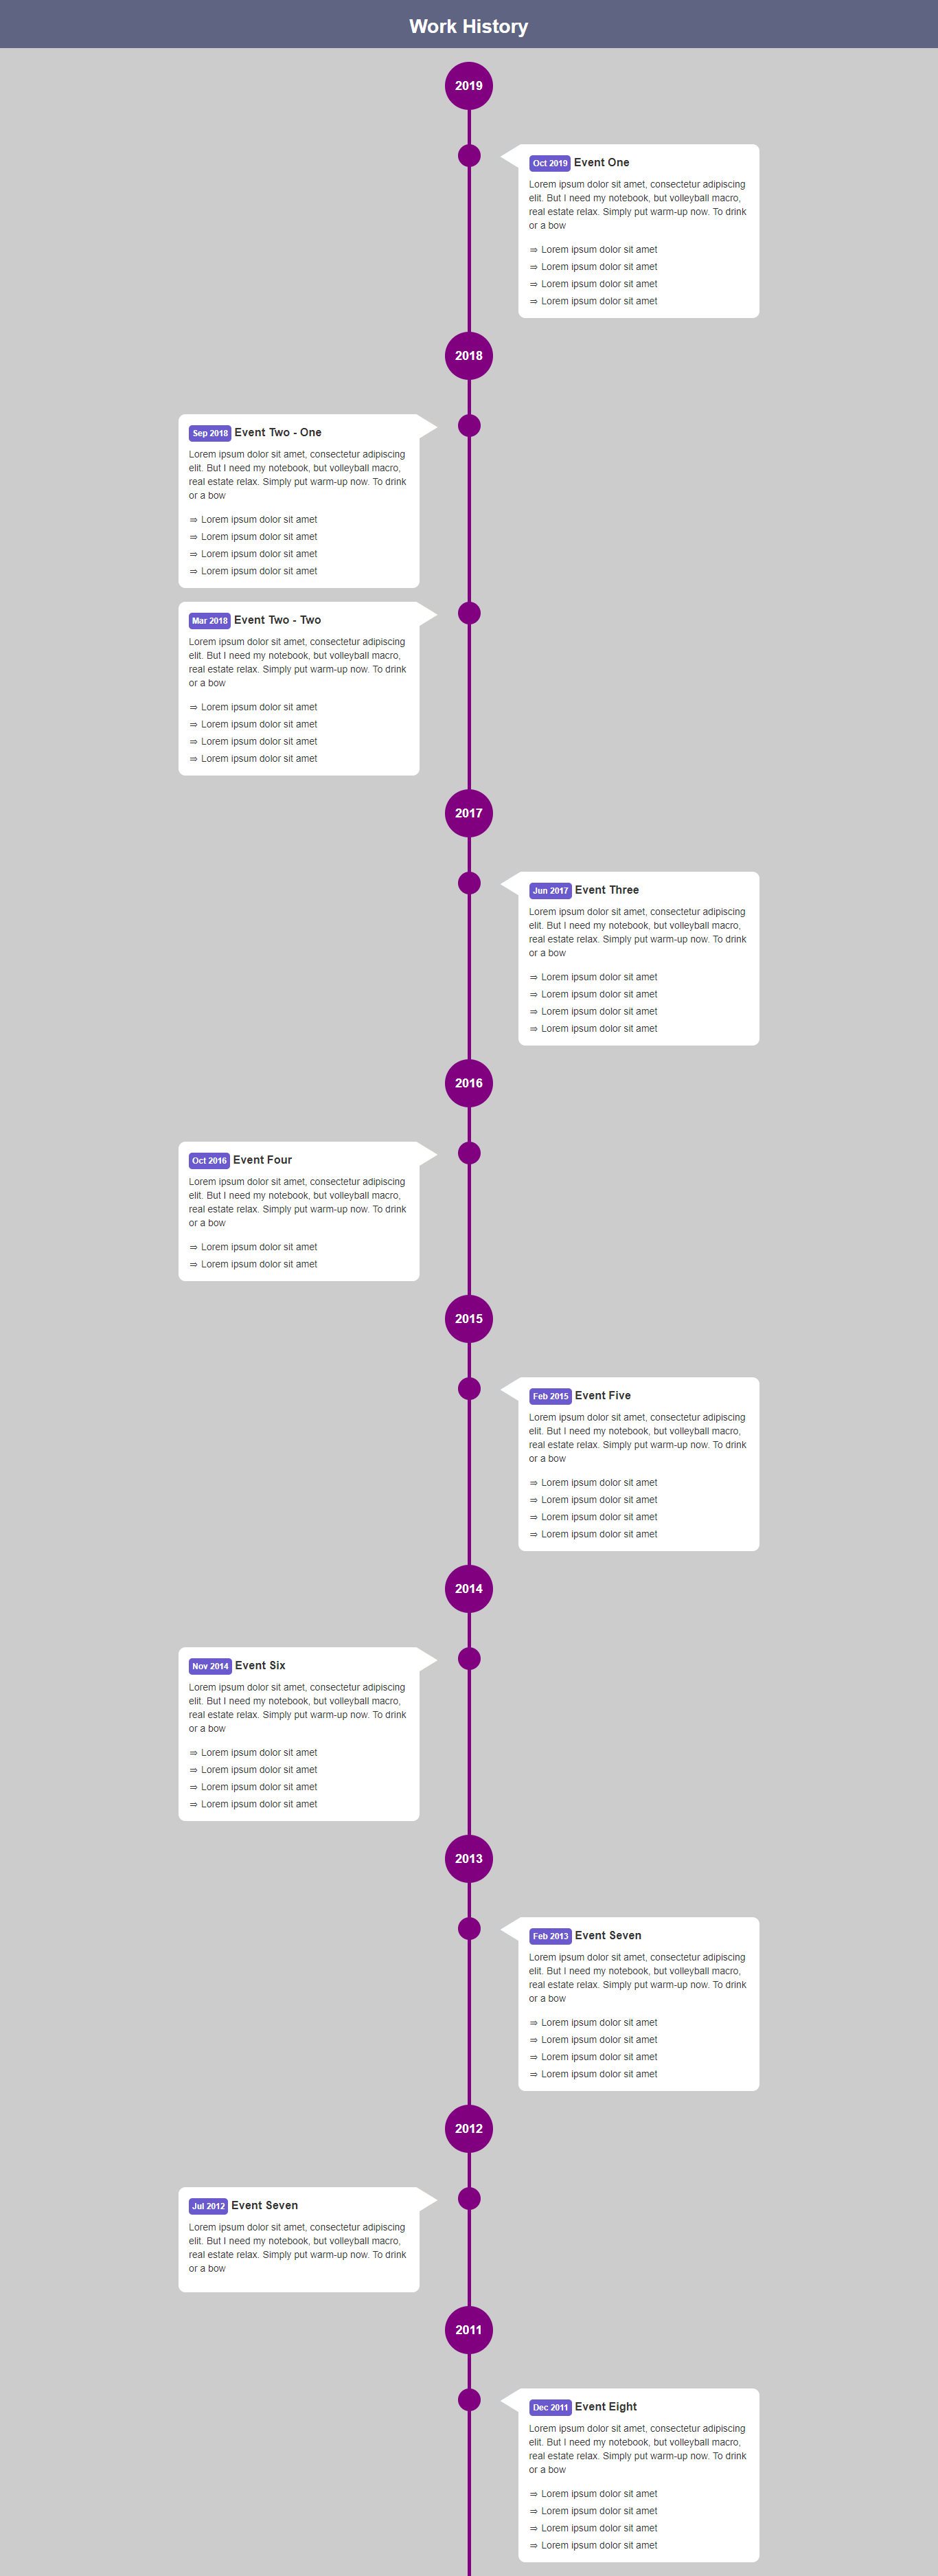 Work History
2019
Oct 2019 Event One
Lorem ipsum dolor sit amet, consectetur adipiscing
elit. But I need my notebook, but volleyball macro,
real estate relax. Simply put warm-up now. To drink
or a bow
⇒ Lorem ipsum dolor sit amet
⇒ Lorem ipsum dolor sit amet
⇒ Lorem ipsum dolor sit amet
⇒ Lorem ipsum dolor sit amet
2018
Sep 2018 Event Two - One
Lorem ipsum dolor sit amet, consectetur adipiscing
elit. But I need my notebook, but volleyball macro,
real estate relax. Simply put warm-up now. To drink
or a bow
⇒ Lorem ipsum dolor sit amet
⇒ Lorem ipsum dolor sit amet
⇒ Lorem ipsum dolor sit amet
⇒ Lorem ipsum dolor sit amet
Mar 2018 Event Two - Two
Lorem ipsum dolor sit amet, consectetur adipiscing
elit. But I need my notebook, but volleyball macro,
real estate relax. Simply put warm-up now. To drink
or a bow
⇒ Lorem ipsum dolor sit amet
⇒ Lorem ipsum dolor sit amet
⇒ Lorem ipsum dolor sit amet
⇒ Lorem ipsum dolor sit amet
2017
Jun 2017 Event Three
Lorem ipsum dolor sit amet, consectetur adipiscing
elit. But I need my notebook, but volleyball macro,
real estate relax. Simply put warm-up now. To drink
or a bow
⇒ Lorem ipsum dolor sit amet
⇒ Lorem ipsum dolor sit amet
⇒ Lorem ipsum dolor sit amet
⇒ Lorem ipsum dolor sit amet
2016
Oct 2016 Event Four
Lorem ipsum dolor sit amet, consectetur adipiscing
elit. But I need my notebook, but volleyball macro,
real estate relax. Simply put warm-up now. To drink
or a bow
⇒ Lorem ipsum dolor sit amet
⇒ Lorem ipsum dolor sit amet
2015
Feb 2015 Event Five
Lorem ipsum dolor sit amet, consectetur adipiscing
elit. But I need my notebook, but volleyball macro,
real estate relax. Simply put warm-up now. To drink
or a bow
⇒ Lorem ipsum dolor sit amet
⇒ Lorem ipsum dolor sit amet
⇒ Lorem ipsum dolor sit amet
⇒ Lorem ipsum dolor sit amet
2014
Nov 2014 Event Six
Lorem ipsum dolor sit amet, consectetur adipiscing
elit. But I need my notebook, but volleyball macro,
real estate relax. Simply put warm-up now. To drink
or a bow
⇒ Lorem ipsum dolor sit amet
⇒ Lorem ipsum dolor sit amet
⇒ Lorem ipsum dolor sit amet
⇒ Lorem ipsum dolor sit amet
2013
Feb 2013 Event Seven
Lorem ipsum dolor sit amet, consectetur adipiscing
elit. But I need my notebook, but volleyball macro,
real estate relax. Simply put warm-up now. To drink
or a bow
⇒ Lorem ipsum dolor sit amet
⇒ Lorem ipsum dolor sit amet
⇒ Lorem ipsum dolor sit amet
⇒ Lorem ipsum dolor sit amet
2012
Jul 2012 Event Seven
Lorem ipsum dolor sit amet, consectetur adipiscing
elit. But I need my notebook, but volleyball macro,
real estate relax. Simply put warm-up now. To drink
or a bow
2011
Dec 2011 Event Eight
Lorem ipsum dolor sit amet, consectetur adipiscing
elit. But I need my notebook, but volleyball macro,
real estate relax. Simply put warm-up now. To drink
or a bow
⇒ Lorem ipsum dolor sit amet
⇒ Lorem ipsum dolor sit amet
⇒ Lorem ipsum dolor sit amet
⇒ Lorem ipsum dolor sit amet